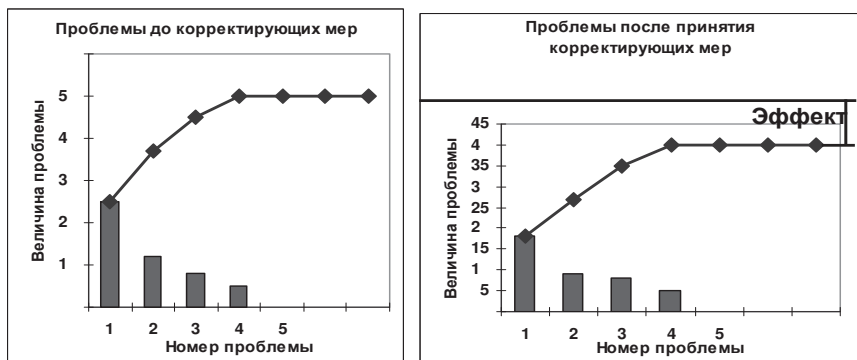 Проблемы до корректирующих мер
Величина проблемы
5
4
3
2
1
1 2 3 4 5
Номер проблемы
Проблемы после принятия
корректирующих мер
Эффект
Величина проблемы
45
4
35
3
25
2
15
1
5
1 2 3 4 5
Номер проблемы